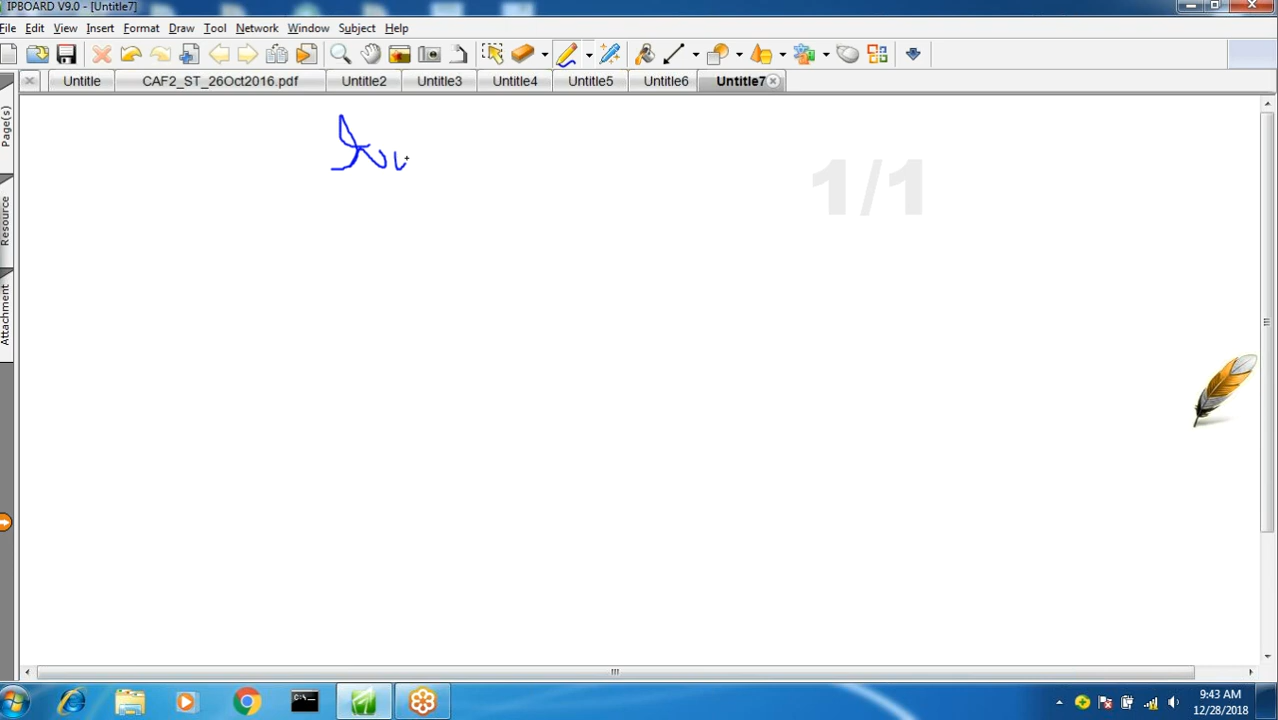 IPBOARD V9.0 - [Untitle7]
File Edit View Insert Format Draw Tool Network Window Subject Help
Untitle CAF2_ST_26Oct2016.pdf Untitle2 Untitle3 Untitle4 Untitle5 Untitle6 Untitle7
Page(s)
Resource
Attachment
1/1
9:43 AM
12/28/2018